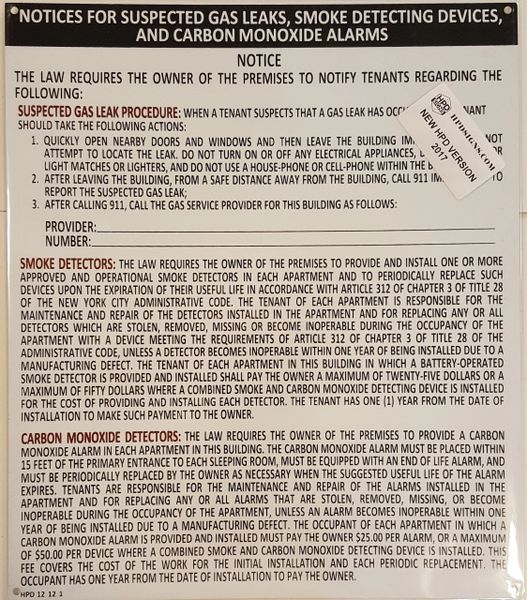 NOTICES FOR SUSPECTED GAS LEAKS, SMOKE DETECTING DEVICES,
AND CARBON MONOXIDE ALARMS
NOTICE
THE LAW REQUIRES THE OWNER OF THE PREMISES TO NOTIFY TENANTS REGARDING THE
FOLLOWING:
SUSPECTED GAS LEAK PROCEDURE: WHEN A TENANT SUSPECTS THAT A GAS LEAK HAS
SHOULD TAKE THE FOLLOWING ACTIONS:
1. QUICKLY OPEN NEARBY DOORS AND WINDOWS AND THEN LEAVE THE BUILDING NOT
ATTEMPT TO LOCATE THE LEAK. DO NOT TURN ON OR OFF ANY ELECTRICAL APPLIANCES,
LIGHT MATCHES OR LIGHTERS, AND DO NOT USE A HOUSE-PHONE OR CELL-PHONE WITHIN THE
2. AFTER LEAVING THE BUILDING, FROM A SAFE DISTANCE AWAY FROM THE BUILDING, CALL 911 TO
REPORT THE SUSPECTED GAS LEAK;
3. AFTER CALLING 911, CALL THE GAS SERVICE PROVIDER FOR THIS BUILDING AS FOLLOWS:
PROVIDER:
NUMBER:
HPD
HPDSIGNS.COM
NEW HPD VERSION
2017
SMOKE DETECTORS: THE LAW REQUIRES THE OWNER OF THE PREMISES TO PROVIDE AND INSTALL ONE OR MORE
APPROVED AND OPERATIONAL SMOKE DETECTORS IN EACH APARTMENT AND TO PERIODICALLY REPLACE SUCH
DEVICES UPON THE EXPIRATION OF THEIR USEFUL LIFE IN ACCORDANCE WITH ARTICLE 312 OF CHAPTER 3 OF TITLE 28
OF THE NEW YORK CITY ADMINISTRATIVE CODE. THE TENANT OF EACH APARTMENT IS RESPONSIBLE FOR THE
MAINTENANCE AND REPAIR OF THE DETECTORS INSTALLED IN THE APARTMENT AND FOR REPLACING ANY OR ALL
DETECTORS WHICH ARE STOLEN, REMOVED, MISSING OR BECOME INOPERABLE DURING THE OCCUPANCY OF THE
APARTMENT WITH A DEVICE MEETING THE REQUIREMENTS OF ARTICLE 312 OF CHAPTER 3 OF TITLE 28 OF THE
ADMINISTRATIVE CODE, UNLESS A DETECTOR BECOMES INOPERABLE WITHIN ONE YEAR OF BEING INSTALLED DUE TO A
MANUFACTURING DEFECT. THE TENANT OF EACH APARTMENT IN THIS BUILDING IN WHICH A BATTERY-OPERATED
SMOKE DETECTOR IS PROVIDED AND INSTALLED SHALL PAY THE OWNER A MAXIMUM OF TWENTY-FIVE DOLLARS OR A
MAXIMUM OF FIFTY DOLLARS WHERE A COMBINED SMOKE AND CARBON MONOXIDE DETECTING DEVICE IS INSTALLED
FOR THE COST OF PROVIDING AND INSTALLING EACH DETECTOR. THE TENANT HAS ONE (1) YEAR FROM THE DATE OF
INSTALLATION TO MAKE SUCH PAYMENT TO THE OWNER.
CARBON MONOXIDE DETECTORS: THE LAW REQUIRES THE OWNER OF THE PREMISES TO PROVIDE A CARBON
MONOXIDE ALARM IN EACH APARTMENT IN THIS BUILDING. THE CARBON MONOXIDE ALARM MUST BE PLACED WITHIN
15 FEET OF THE PRIMARY ENTRANCE TO EACH SLEEPING ROOM, MUST BE EQUIPPED WITH AN END OF LIFE ALARM, AND
MUST BE PERIODICALLY REPLACED BY THE OWNER AS NECESSARY WHEN THE SUGGESTED USEFUL LIFE OF THE ALARM
EXPIRES. TENANTS ARE RESPONSIBLE FOR THE MAINTENANCE AND REPAIR OF THE ALARMS INSTALLED IN THE
APARTMENT AND FOR REPLACING ANY OR ALL ALARMS THAT ARE STOLEN, REMOVED, MISSING, OR BECOME
INOPERABLE DURING THE OCCUPANCY OF THE APARTMENT, UNLESS AN ALARM BECOMES INOPERABLE WITHIN ONE
YEAR OF BEING INSTALLED DUE TO A MANUFACTURING DEFECT. THE OCCUPANT OF EACH APARTMENT IN WHICH A
CARBON MONOXIDE ALARM IS PROVIDED AND INSTALLED MUST PAY THE OWNER $25.00 PER ALARM, OR A MAXIMUM
OF $50.00 PER DEVICE WHERE A COMBINED SMOKE AND CARBON MONOXIDE DETECTING DEVICE IS INSTALLED. THIS
FEE COVERS THE COST OF THE WORK FOR THE INITIAL INSTALLATION AND EACH PERIODIC REPLACEMENT. THE
OCCUPANT HAS ONE YEAR FROM THE DATE OF INSTALLATION TO PAY THE OWNER.
HPD 12 12 1